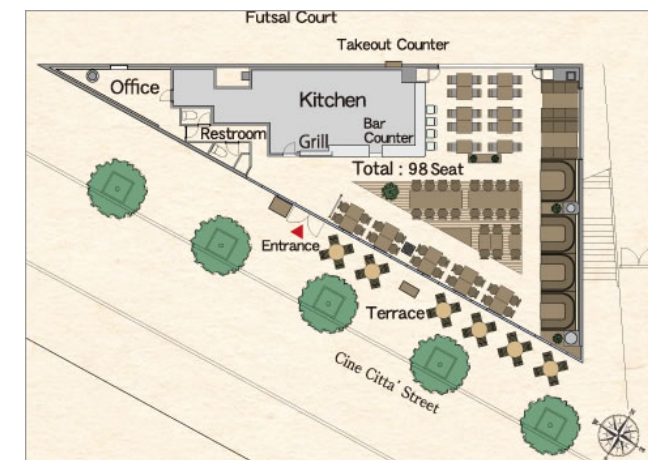 Futsal Court
Takeout Counter
Office
Kitchen
Restroom
Grill
Bar
Counter
Total : 98 Seat
Entrance
Terrace
Cine Citta' Street